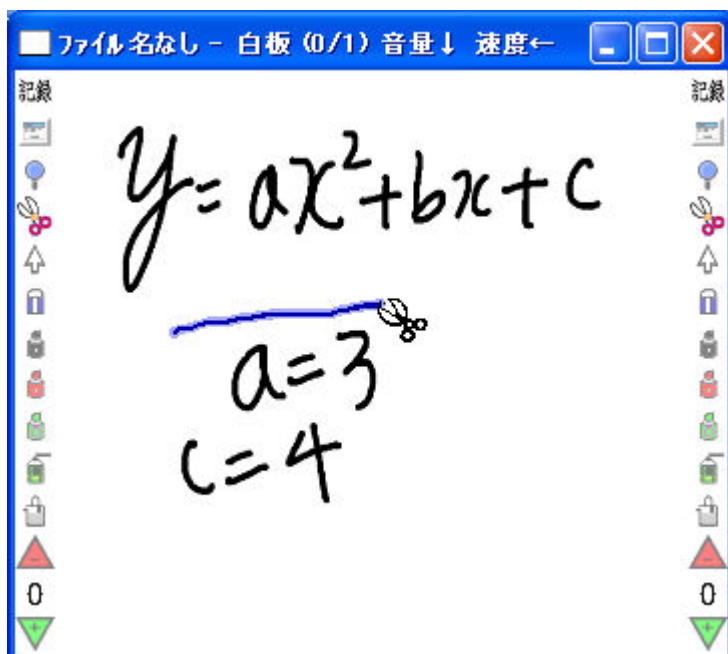 ファイル名なし - 白板 (0/1) 音量↓ 速度←
記録
記録
y=ax²+bx+c
a=3
c=4
0
0